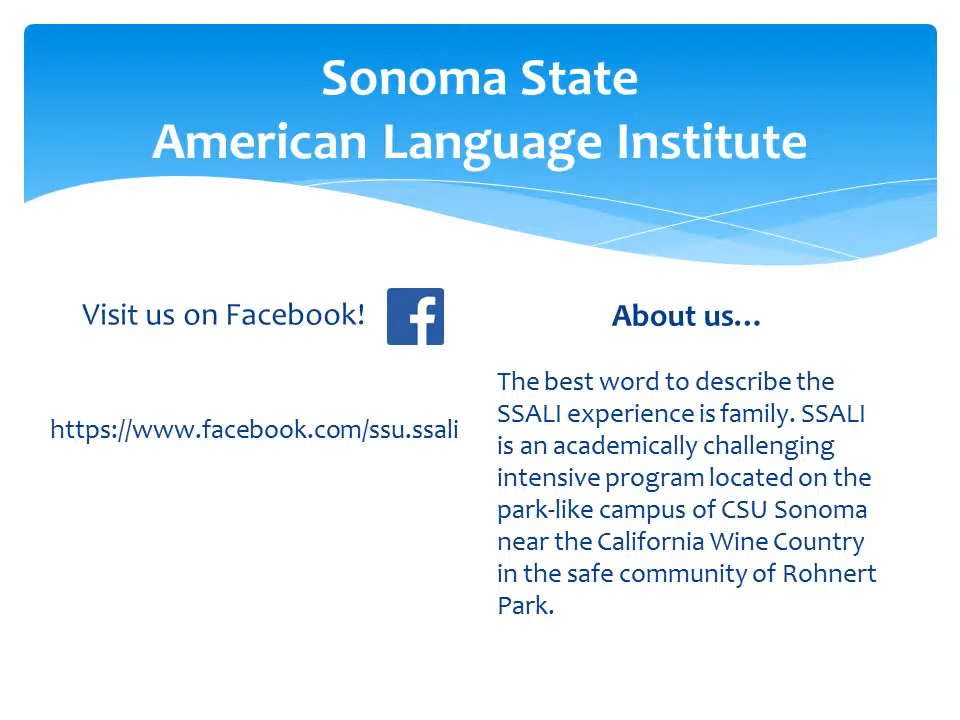 Sonoma State
American Language Institute
Visit us on Facebook!
https://www.facebook.com/ssu.ssali
About us…
The best word to describe the
SSALI experience is family. SSALI
is an academically challenging
intensive program located on the
park-like campus of CSU Sonoma
near the California Wine Country
in the safe community of Rohnert
Park.